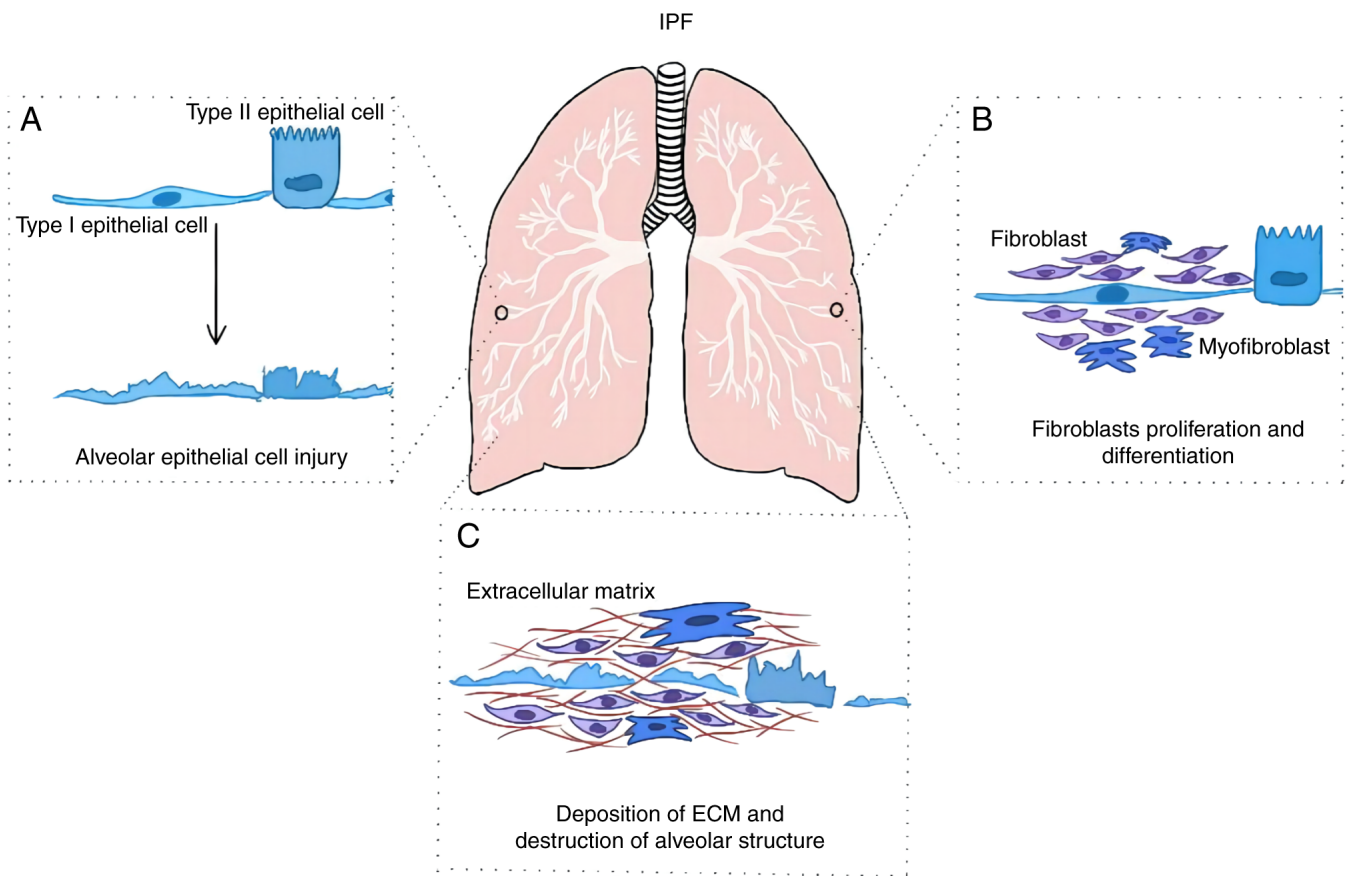 IPF
A
Type II epithelial cell
Type I epithelial cell
Alveolar epithelial cell injury
B
Fibroblast
Myofibroblast
Fibroblasts proliferation and
differentiation
C
Extracellular matrix
Deposition of ECM and
destruction of alveolar structure